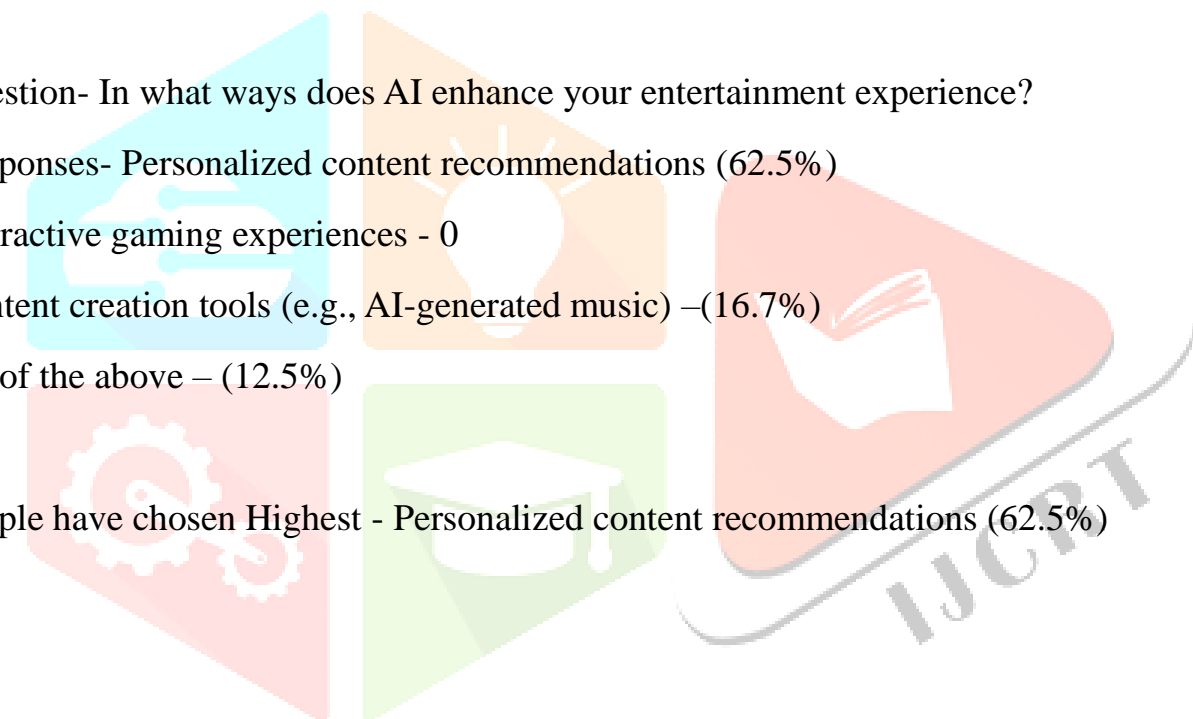 estion- In what ways does AI enhance your entertainment experience?
ponses- Personalized content recommendations (62.5%)
ractive gaming experiences - 0
ntent creation tools (e.g., AI-generated music) –(16.7%)
of the above – (12.5%)
ple have chosen Highest - Personalized content recommendations (62.5%)
IJCRT